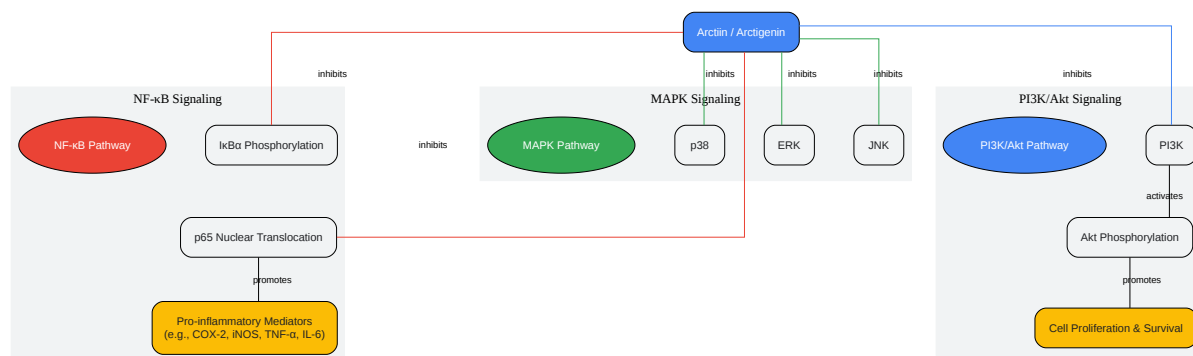 Arctiin / Arctigenin
inhibits
inhibits
inhibits
inhibits
inhibits
inhibits
NF-κB Signaling
NF-κB Pathway
IκBα Phosphorylation
p65 Nuclear Translocation
promotes
Pro-inflammatory Mediators
(e.g., COX-2, iNOS, TNF-α, IL-6)
MAPK Signaling
MAPK Pathway
p38
ERK
JNK
PI3K/Akt Signaling
PI3K/Akt Pathway
PI3K
activates
Akt Phosphorylation
promotes
Cell Proliferation & Survival